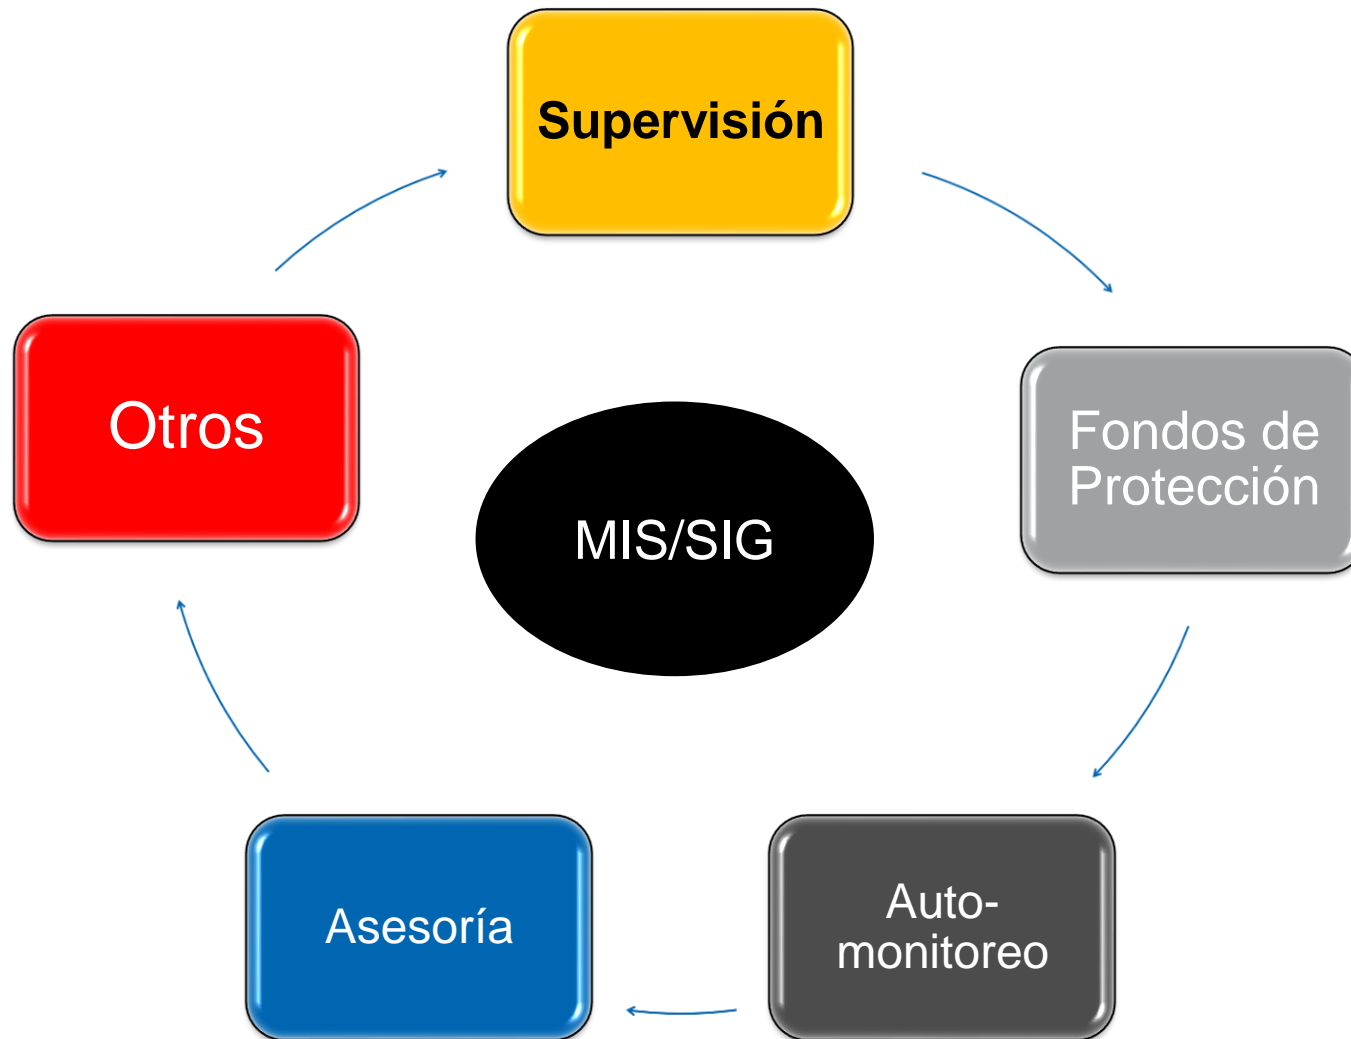 Supervisión
Otros
Fondos de
Protección
MIS/SIG
Auto-
monitoreo
Asesoría